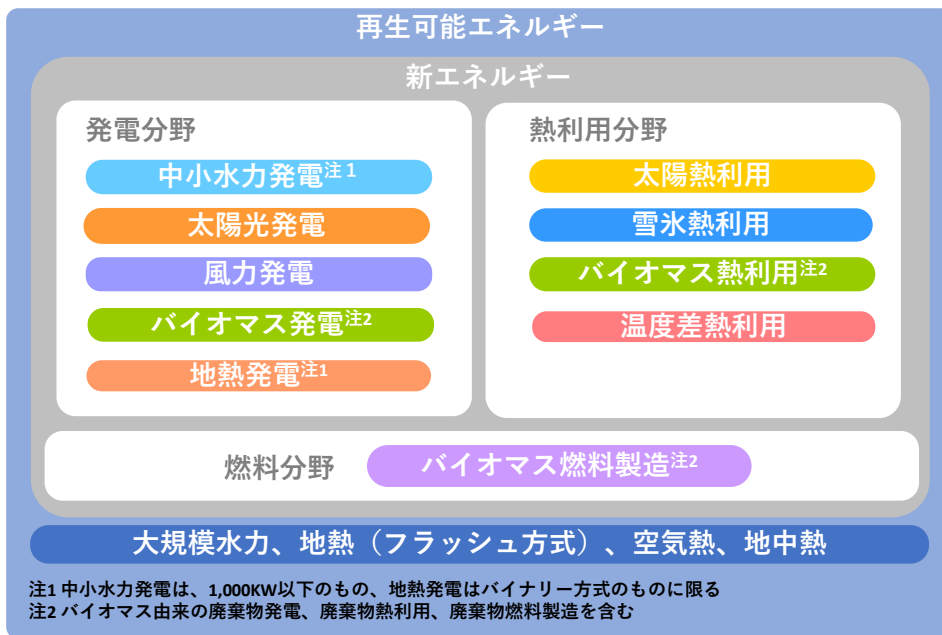 再生可能エネルギー
新エネルギー
発電分野
中小水力発電注1
太陽光発電
風力発電
バイオマス発電注2
地熱発電注1
熱利用分野
太陽熱利用
雪氷熱利用
バイオマス熱利用注2
温度差熱利用
燃料分野
バイオマス燃料製造注2
大規模水力、地熱（フラッシュ方式）、空気熱、地中熱
注1 中小水力発電は、1,000KW以下のもの、地熱発電はバイナリー方式のものに限る
注2 バイオマス由来の廃棄物発電、廃棄物熱利用、廃棄物燃料製造を含む